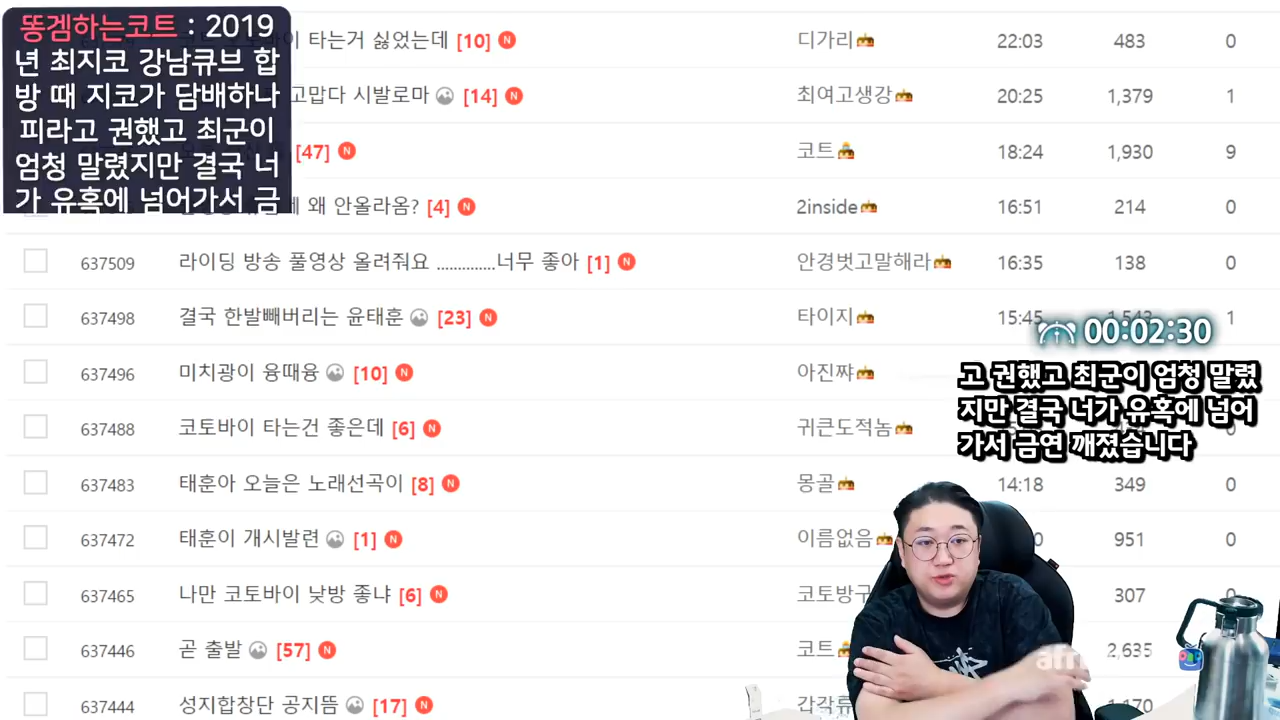 똥겜하는코트 : 2019
년 최지코 강남큐브 합
방 때 지코가 담배하나
피라고 권했고 최군이
엄청 말렸지만 결국 너
가 유혹에 넘어가서 금
타는거 싫었는데 [10] N 디가리 22:03 483 0
고맙다 시발로마 [14] N 최여고생강 20:25 1,379 1
[47] N 코트 18:24 1,930 9
왜 안올라옴? [4] N 2inside 16:51 214 0
637509 라이딩 방송 풀영상 올려줘요 ..............너무 좋아 [1] N 안경벗고말해라 16:35 138 0
637498 결국 한발빼버리는 윤태훈 [23] N 타이지 15:45 1
00:02:30
고 권했고 최군이 엄청 말렸
지만 결국 너가 유혹에 넘어
가서 금연 깨졌습니다
637496 미치광이 융때융 [10] N 아진쨔
637488 코토바이 타는건 좋은데 [6] N 귀큰도적놈
637483 태훈아 오늘은 노래선곡이 [8] N 몽골 14:18 349 0
637472 태훈이 개시발련 [1] N 이름없음 951 0
637465 나만 코토바이 낮방 좋냐 [6] N 코토방구 307
637446 곧 출발 [57] N 코트 2,635
637444 성지합창단 공지뜸 [17] N 각각류 1,170